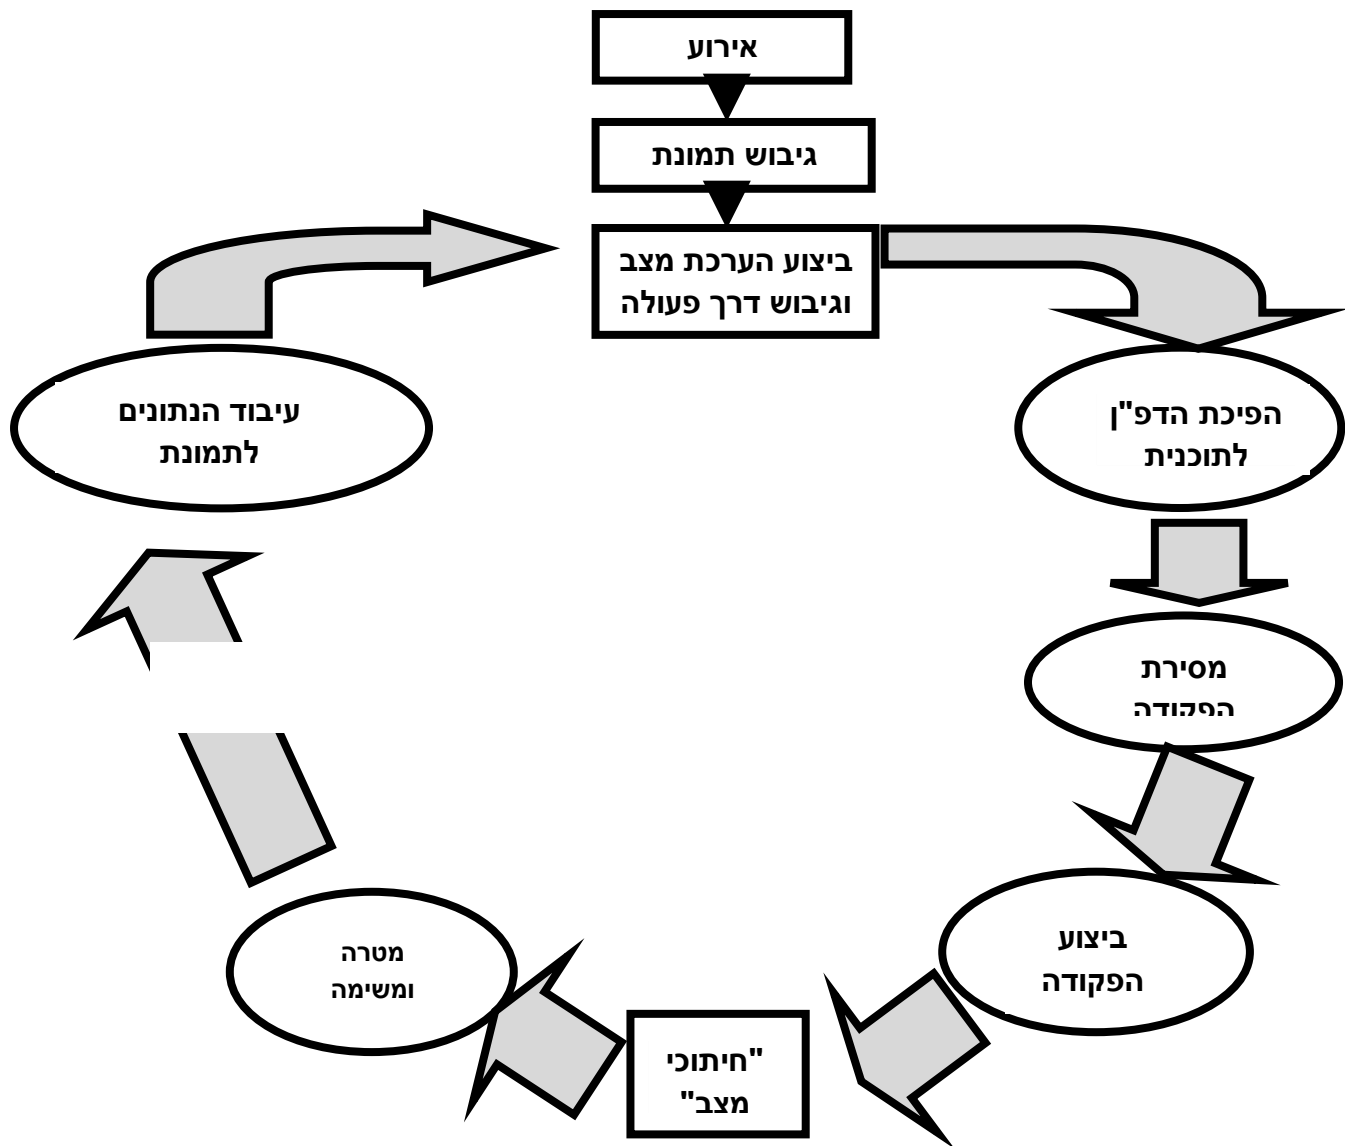 אירוע
גיבוש תמונת
ביצוע הערכת מצב
וגיבוש דרך פעולה
הפיכת הדפ"ן
לתוכנית
מסירת
הפקודה
ביצוע
הפקודה
"חיתוכי
מצב"
מטרה
ומשימה
עיבוד הנתונים
לתמונת